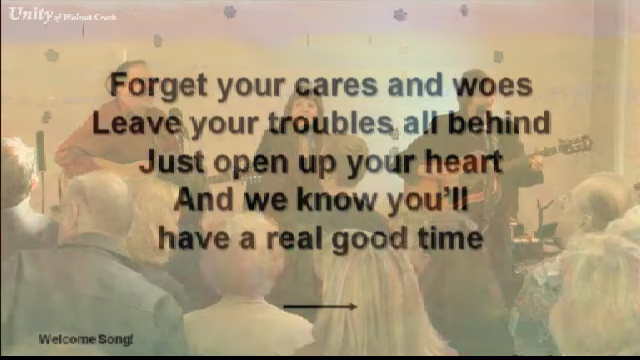 Unity of Walnut Creek
Forget your cares and woes
Leave your troubles all behind
Just open up your heart
And we know you'll
have a real good time
Welcome Song!